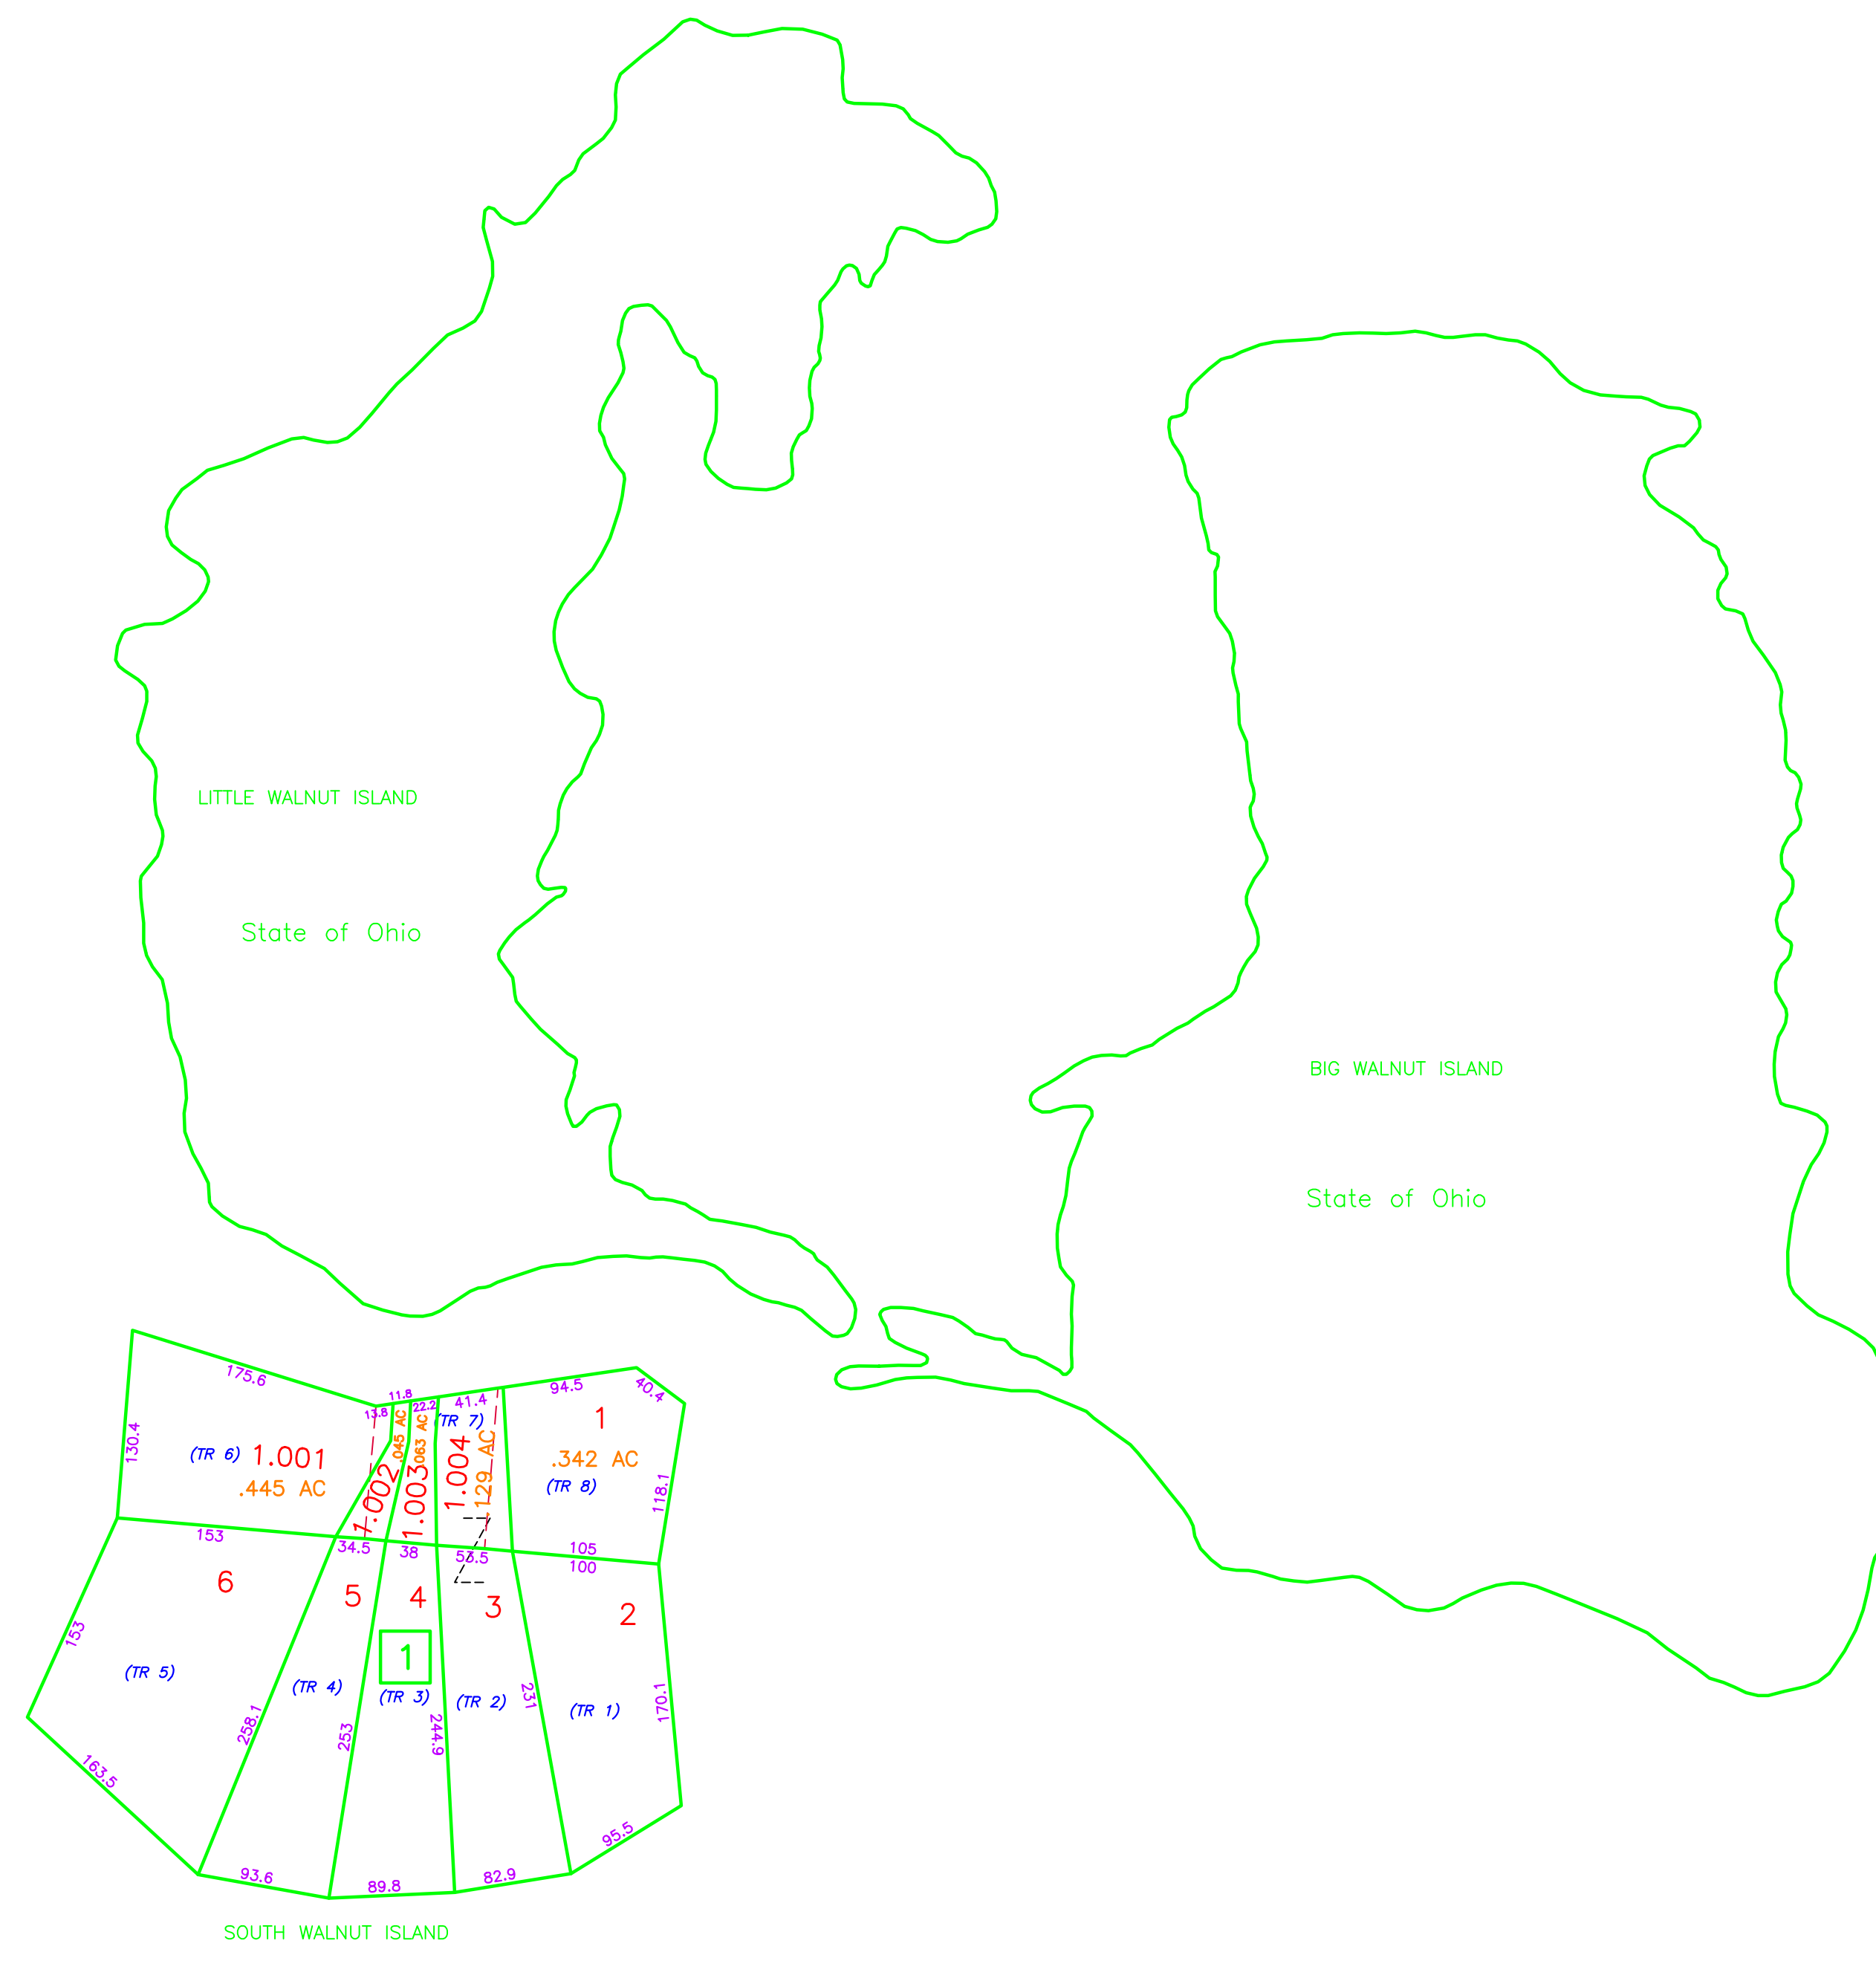 LITTLE WALNUT ISLAND
State of Ohio
BIG WALNUT ISLAND
State of Ohio
175.6
11.8
13.8
22.2
41.4
94.5
40.4
130.4
(TR 6)
1.001
.445 AC
1.002
.045 AC
1.003
.063 AC
(TR 7)
1.004
.129 AC
1
.342 AC
(TR 8)
118.1
153
34.5
38
53.5
105
100
6
5
4
3
2
153
1
(TR 5)
(TR 4)
(TR 3)
(TR 2)
(TR 1)
258.1
253
244.9
231
170.1
163.5
93.6
89.8
82.9
95.5
SOUTH WALNUT ISLAND